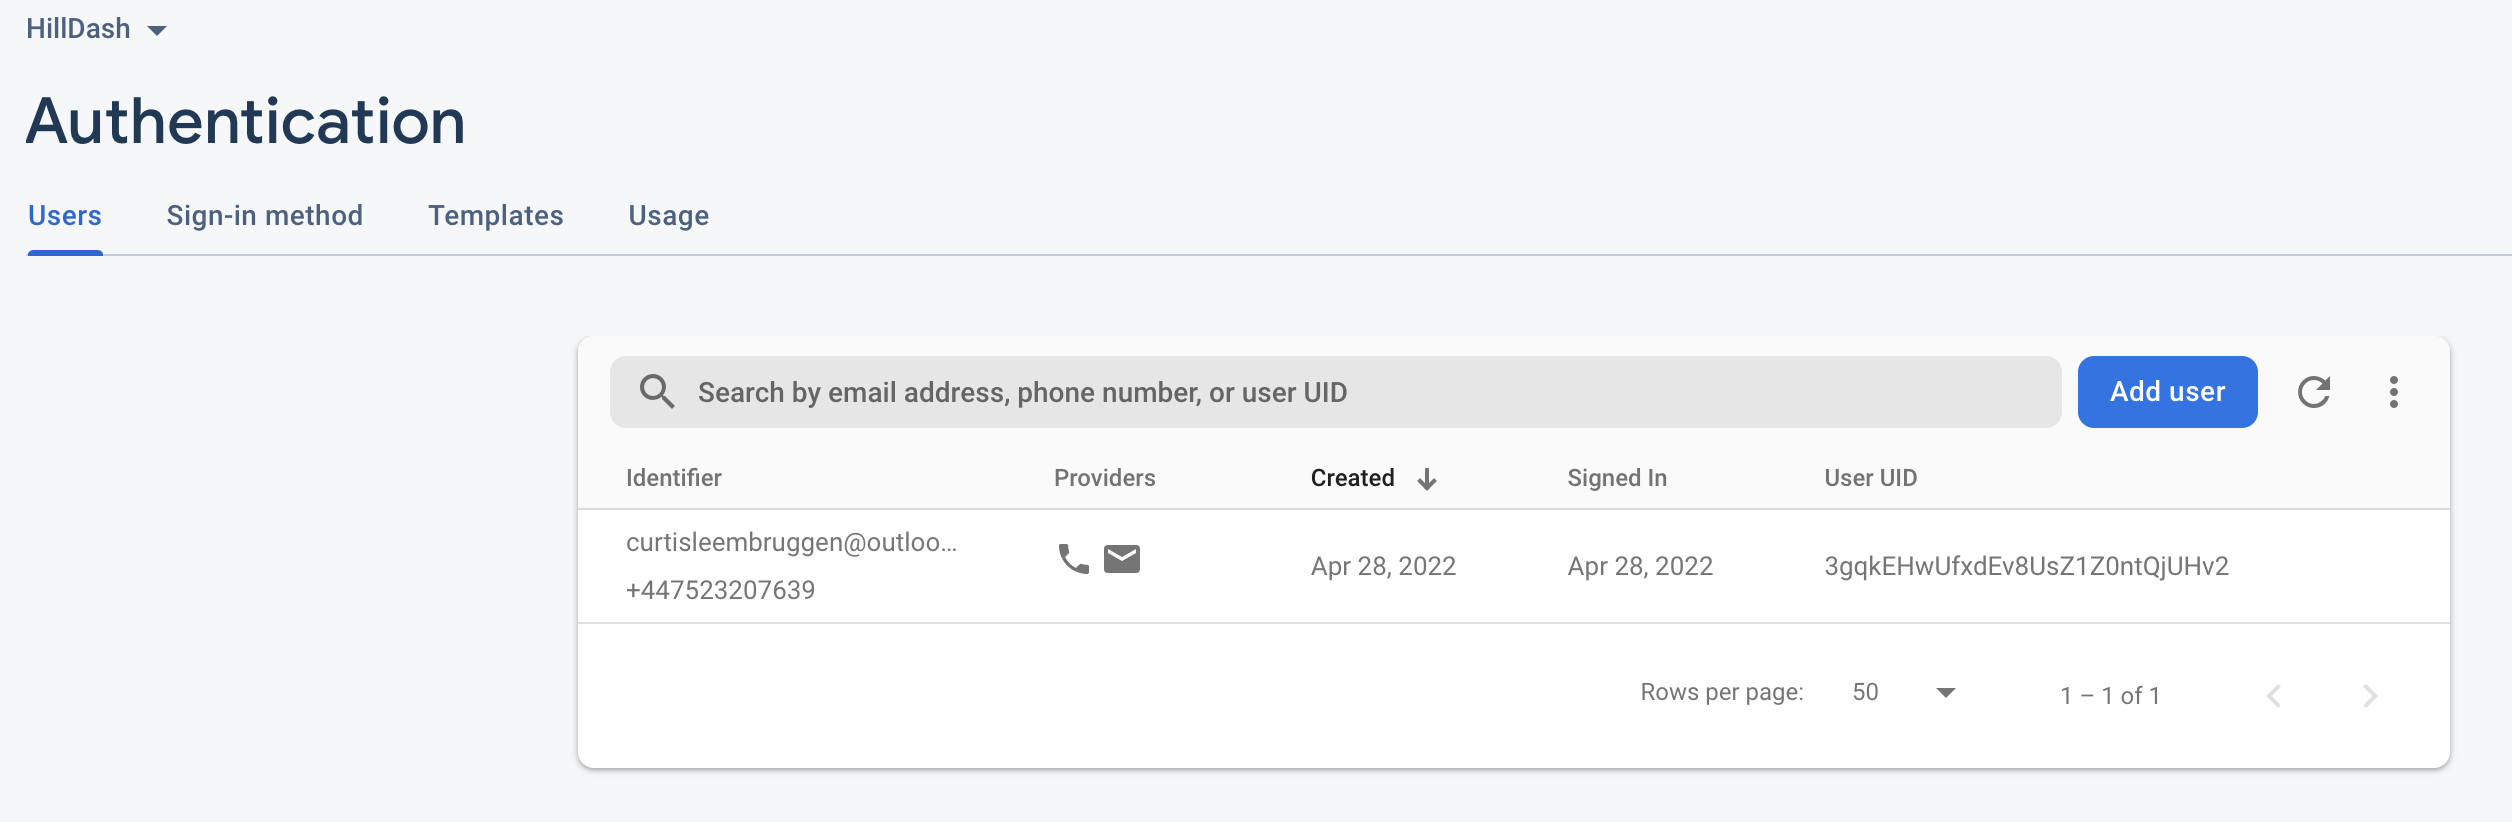 HillDash
Authentication
Users Sign-in method Templates Usage
Search by email address, phone number, or user UID Add user
Identifier Providers Created Signed In User UID
curtisleembruggen@outloo…
+447523207639
Apr 28, 2022 Apr 28, 2022 3gqkEHwUfxdEv8UsZ1Z0ntQjUHv2
Rows per page: 50 1 – 1 of 1